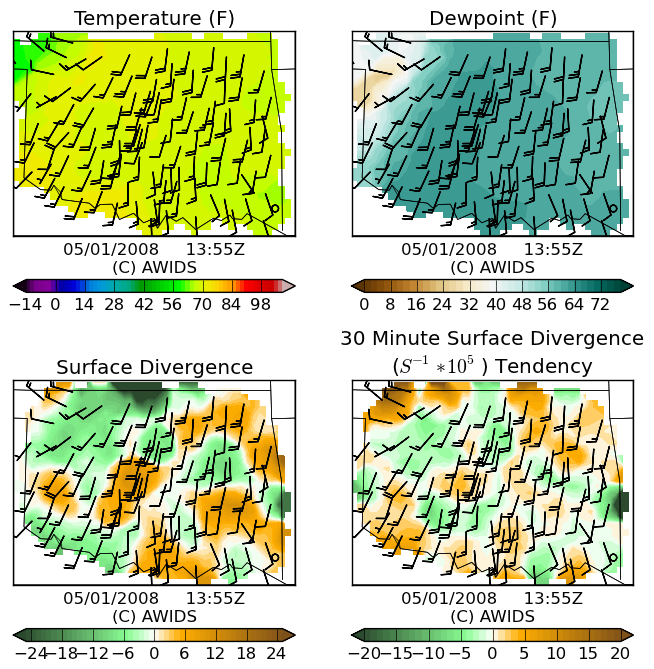 Temperature (F)
Dewpoint (F)
05/01/2008 13:55Z
(C) AWIDS
05/01/2008 13:55Z
(C) AWIDS
−14 0 14 28 42 56 70 84 98
0 8 16 24 32 40 48 56 64 72
Surface Divergence
30 Minute Surface Divergence
(S⁻¹ *10⁵ ) Tendency
05/01/2008 13:55Z
(C) AWIDS
05/01/2008 13:55Z
(C) AWIDS
−24 −18 −12 −6 0 6 12 18 24
−20 −15 −10 −5 0 5 10 15 20